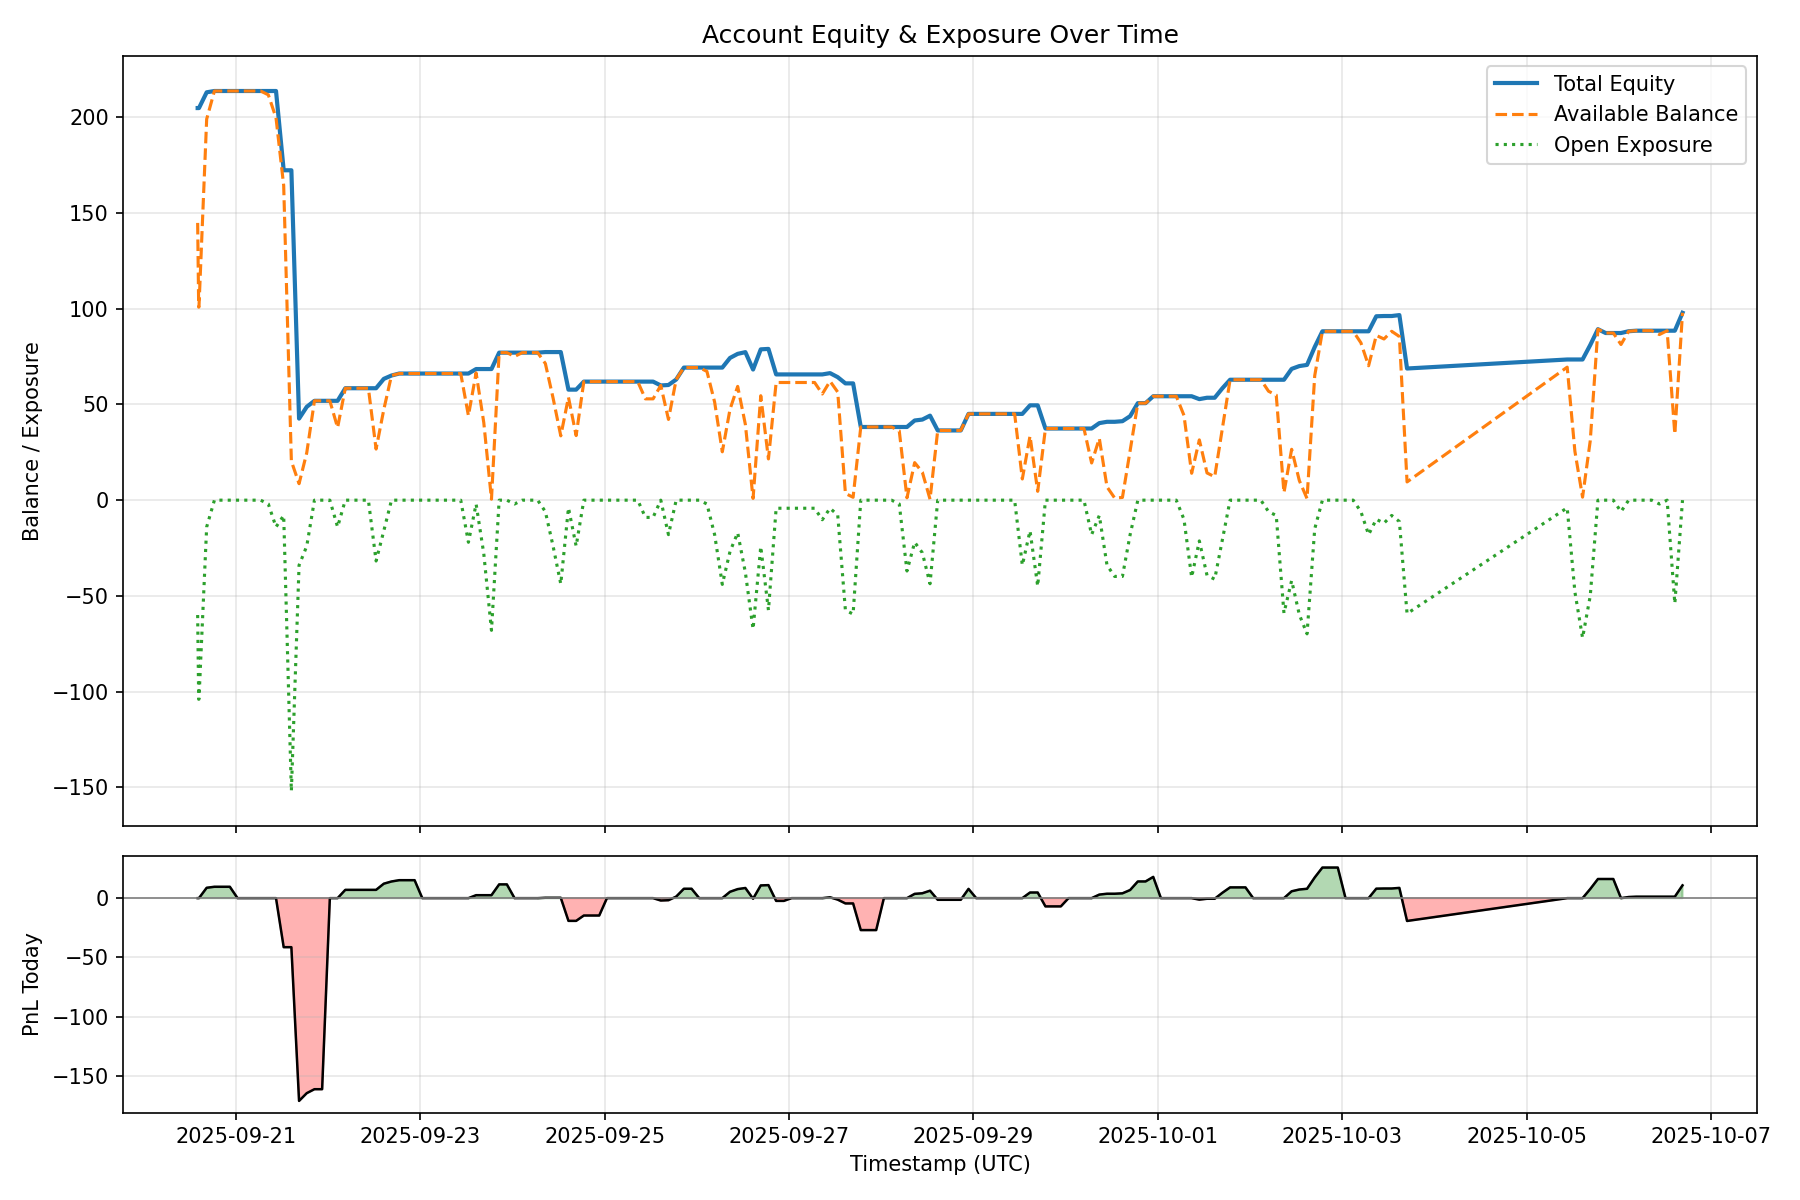 Account Equity & Exposure Over Time
Total Equity
Available Balance
Open Exposure
Balance / Exposure
200
150
100
50
0
−50
−100
−150
PnL Today
0
−50
−100
−150
2025-09-21 2025-09-23 2025-09-25 2025-09-27 2025-09-29 2025-10-01 2025-10-03 2025-10-05 2025-10-07
Timestamp (UTC)